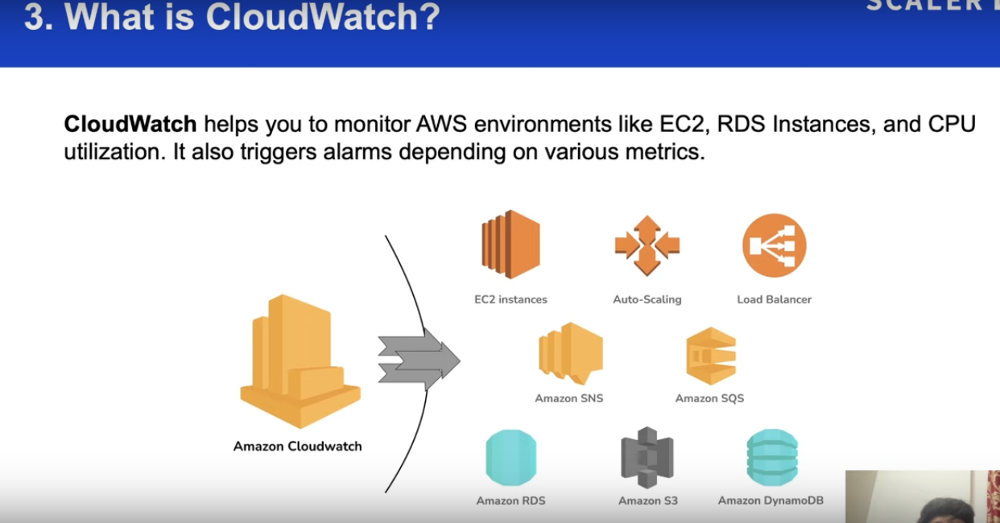 3. What is CloudWatch?
SCALER
CloudWatch helps you to monitor AWS environments like EC2, RDS Instances, and CPU
utilization. It also triggers alarms depending on various metrics.
EC2 instances
Auto-Scaling
Load Balancer
Amazon SNS
Amazon SQS
Amazon Cloudwatch
Amazon RDS
Amazon S3
Amazon DynamoDB